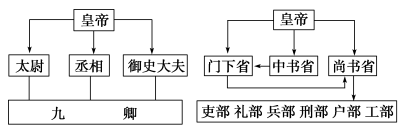 皇帝
太尉 丞相 御史大夫
九 卿
皇帝
门下省 中书省 尚书省
吏部 礼部 兵部 刑部 户部 工部